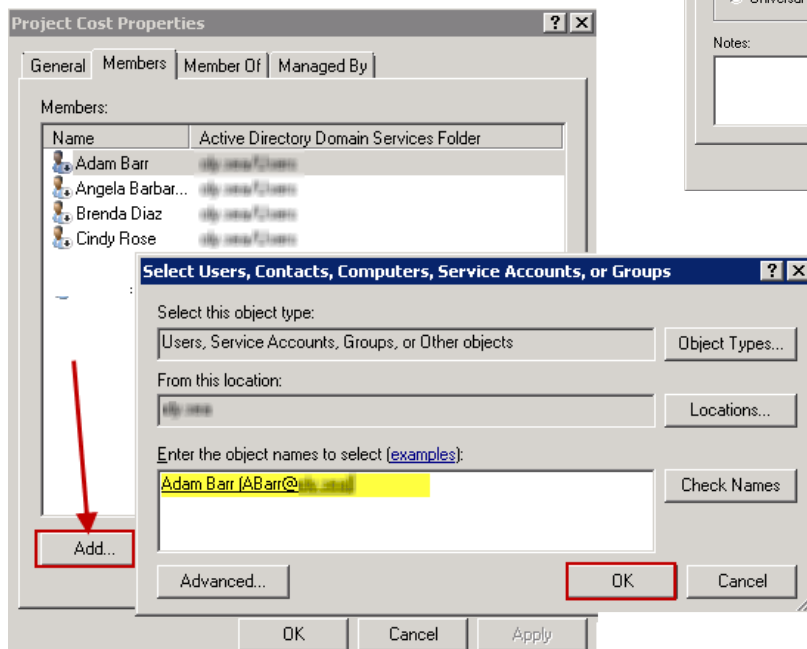 Project Cost Properties
Universal
Notes:
General Members Member Of Managed By
Members:
Name Active Directory Domain Services Folder
Adam Barr
Angela Barbar...
Brenda Diaz
Cindy Rose
Select Users, Contacts, Computers, Service Accounts, or Groups
Select this object type:
Users, Service Accounts, Groups, or Other objects
Object Types...
From this location:
Locations...
Enter the object names to select (examples):
Adam Barr (ABarr@
Check Names
Advanced...
OK
Cancel
Add...
OK
Cancel
Apply